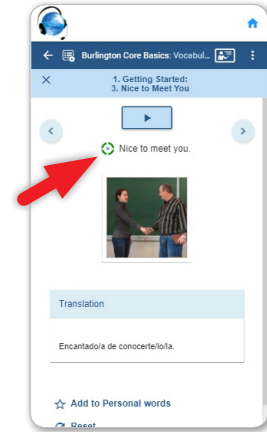 Burlington Core Basics: Vocabul...
1. Getting Started:
3. Nice to Meet You
Nice to meet you.
Translation
Encantado/a de conocerte/lo/la.
Add to Personal words
Reset